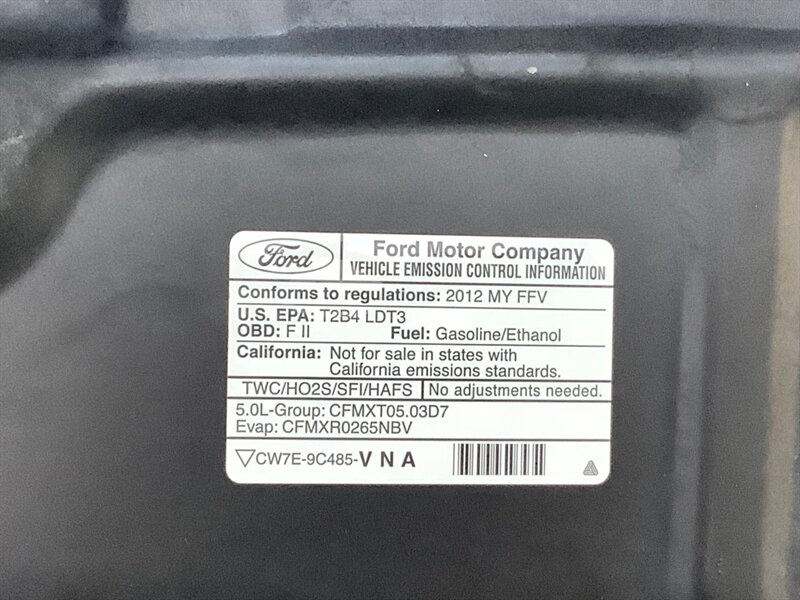 Ford
Ford Motor Company
VEHICLE EMISSION CONTROL INFORMATION
Conforms to regulations: 2012 MY FFV
U.S. EPA: T2B4 LDT3
OBD: F II Fuel: Gasoline/Ethanol
California: Not for sale in states with
California emissions standards.
TWC/HO2S/SFI/HAFS No adjustments needed.
5.0L-Group: CFMXT05.03D7
Evap: CFMXR0265NBV
CW7E-9C485-V N A